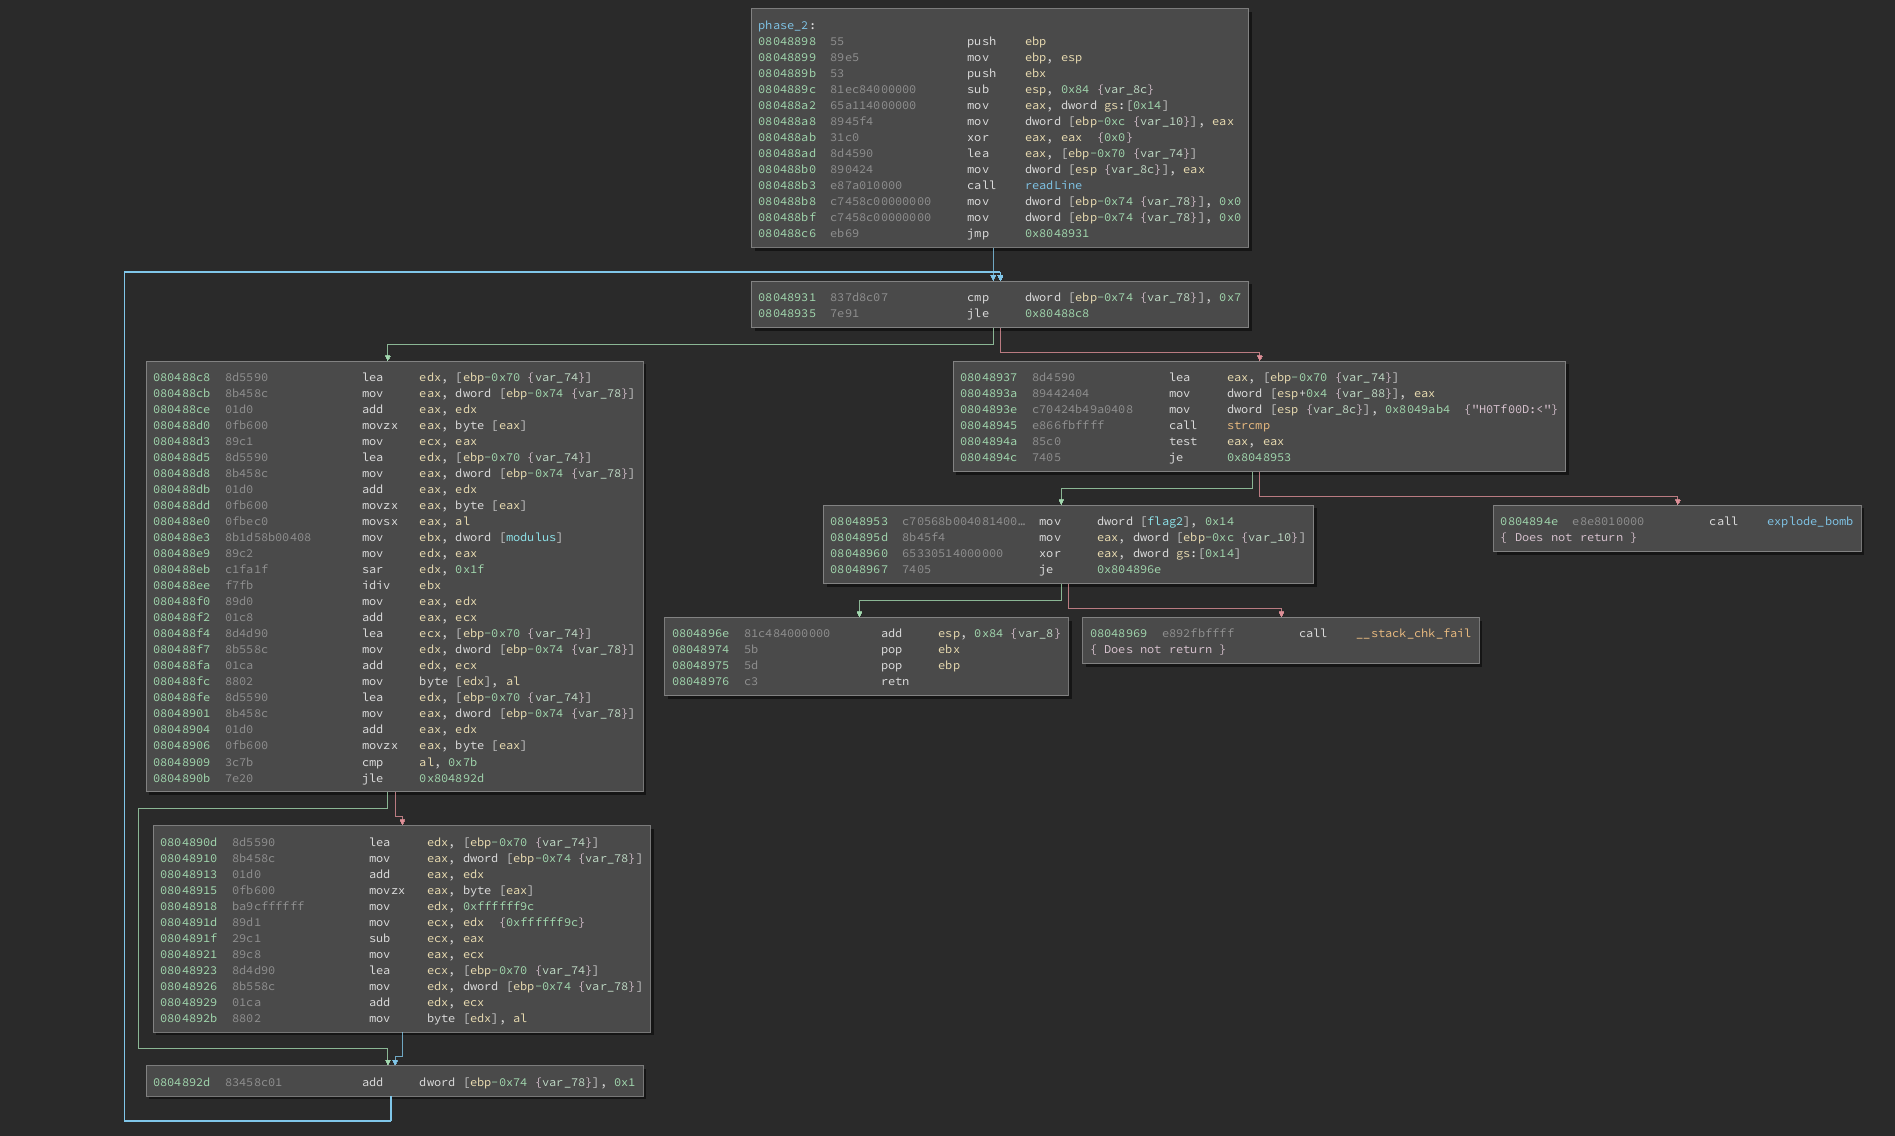 phase_2:
08048898 55 push ebp
08048899 89e5 mov ebp, esp
0804889b 53 push ebx
0804889c 81ec84000000 sub esp, 0x84 {var_8c}
080488a2 65a114000000 mov eax, dword gs:[0x14]
080488a8 8945f4 mov dword [ebp-0xc {var_10}], eax
080488ab 31c0 xor eax, eax {0x0}
080488ad 8d4590 lea eax, [ebp-0x70 {var_74}]
080488b0 890424 mov dword [esp {var_8c}], eax
080488b3 e87a010000 call readLine
080488b8 c7458c00000000 mov dword [ebp-0x74 {var_78}], 0x0
080488bf c7458c00000000 mov dword [ebp-0x74 {var_78}], 0x0
080488c6 eb69 jmp 0x8048931
08048931 837d8c07 cmp dword [ebp-0x74 {var_78}], 0x7
08048935 7e91 jle 0x80488c8
080488c8 8d5590 lea edx, [ebp-0x70 {var_74}]
080488cb 8b458c mov eax, dword [ebp-0x74 {var_78}]
080488ce 01d0 add eax, edx
080488d0 0fb600 movzx eax, byte [eax]
080488d3 89c1 mov ecx, eax
080488d5 8d5590 lea edx, [ebp-0x70 {var_74}]
080488d8 8b458c mov eax, dword [ebp-0x74 {var_78}]
080488db 01d0 add eax, edx
080488dd 0fb600 movzx eax, byte [eax]
080488e0 0fbec0 movsx eax, al
080488e3 8b1d58b00408 mov ebx, dword [modulus]
080488e9 89c2 mov edx, eax
080488eb c1fa1f sar edx, 0x1f
080488ee f7fb idiv ebx
080488f0 89d0 mov eax, edx
080488f2 01c8 add eax, ecx
080488f4 8d4d90 lea ecx, [ebp-0x70 {var_74}]
080488f7 8b558c mov edx, dword [ebp-0x74 {var_78}]
080488fa 01ca add edx, ecx
080488fc 8802 mov byte [edx], al
080488fe 8d5590 lea edx, [ebp-0x70 {var_74}]
08048901 8b458c mov eax, dword [ebp-0x74 {var_78}]
08048904 01d0 add eax, edx
08048906 0fb600 movzx eax, byte [eax]
08048909 3c7b cmp al, 0x7b
0804890b 7e20 jle 0x804892d
08048937 8d4590 lea eax, [ebp-0x70 {var_74}]
0804893a 89442404 mov dword [esp+0x4 {var_88}], eax
0804893e c70424b49a0408 mov dword [esp {var_8c}], 0x8049ab4 {"H0Tf00D:<"}
08048945 e866fbffff call strcmp
0804894a 85c0 test eax, eax
0804894c 7405 je 0x8048953
08048953 c70568b004081400… mov dword [flag2], 0x14
0804895d 8b45f4 mov eax, dword [ebp-0xc {var_10}]
08048960 65330514000000 xor eax, dword gs:[0x14]
08048967 7405 je 0x804896e
0804894e e8e8010000 call explode_bomb
{ Does not return }
0804896e 81c484000000 add esp, 0x84 {var_8}
08048974 5b pop ebx
08048975 5d pop ebp
08048976 c3 retn
08048969 e892fbffff call __stack_chk_fail
{ Does not return }
0804890d 8d5590 lea edx, [ebp-0x70 {var_74}]
08048910 8b458c mov eax, dword [ebp-0x74 {var_78}]
08048913 01d0 add eax, edx
08048915 0fb600 movzx eax, byte [eax]
08048918 ba9cffffff mov edx, 0xffffff9c
0804891d 89d1 mov ecx, edx {0xffffff9c}
0804891f 29c1 sub ecx, eax
08048921 89c8 mov eax, ecx
08048923 8d4d90 lea ecx, [ebp-0x70 {var_74}]
08048926 8b558c mov edx, dword [ebp-0x74 {var_78}]
08048929 01ca add edx, ecx
0804892b 8802 mov byte [edx], al
0804892d 83458c01 add dword [ebp-0x74 {var_78}], 0x1